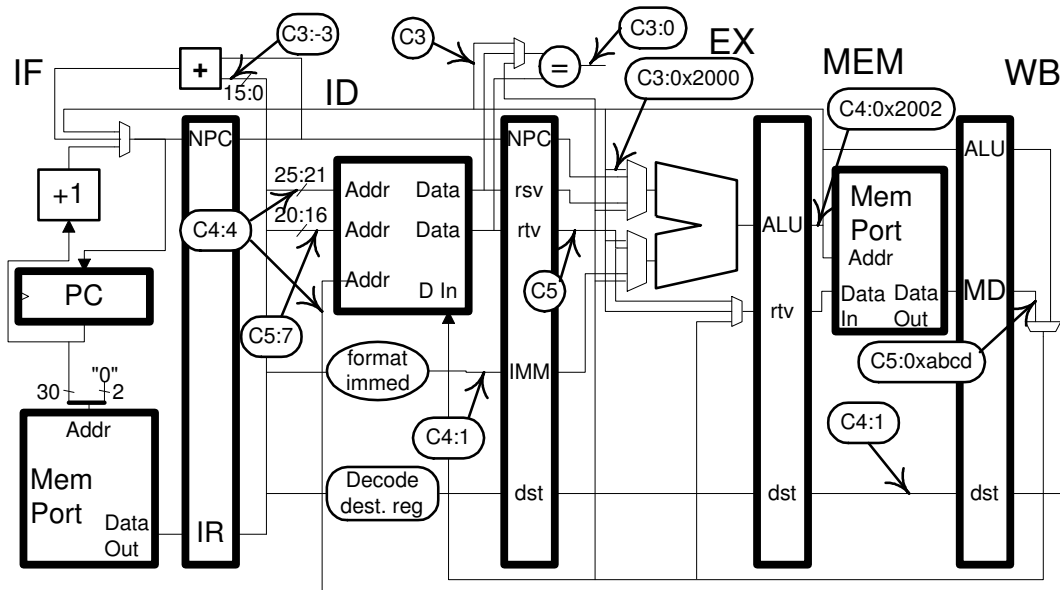 C3:-3
C3
C3:0
EX
IF
+
=
C3:0x2000
MEM
WB
15:0
ID
C4:0x2002
NPC
NPC
ALU
+1
25:21
Addr
Data
rsv
Mem
Port
20:16
Addr
Data
rtv
ALU
C4:4
Addr
Addr
PC
D In
C5
Data
In
Data
Out
MD
C5:7
rtv
format
immed
IMM
C5:0xabcd
30
"0"
2
Addr
C4:1
C4:1
Mem
Port
Decode
dest. reg
dst
dst
dst
Data
Out
IR